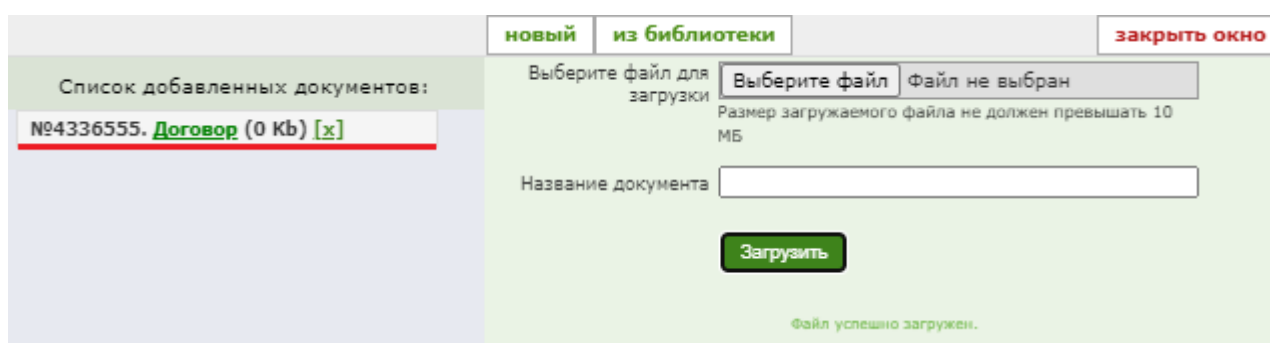 новый из библиотеки закрыть окно
Список добавленных документов:
№4336555. Договор (0 Kb) [x]
Выберите файл для загрузки
Выберите файл Файл не выбран
Размер загружаемого файла не должен превышать 10
МБ
Название документа
Загрузить
Файл успешно загружен.